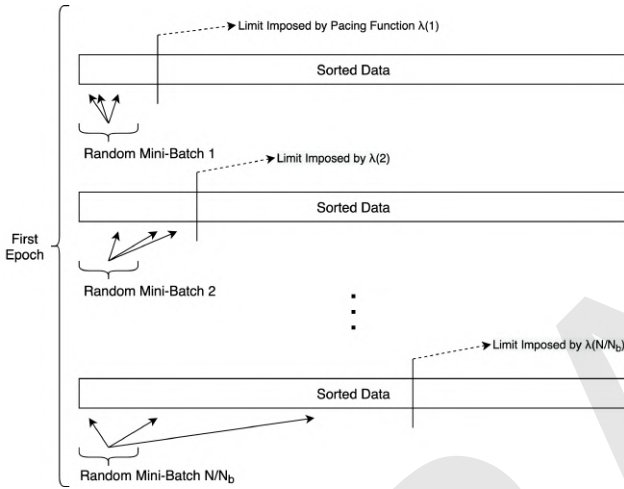 Limit Imposed by Pacing Function λ(1)
Sorted Data
Random Mini-Batch 1
Limit Imposed by λ(2)
Sorted Data
First
Epoch
Random Mini-Batch 2
Limit Imposed by λ(N/N_b)
Sorted Data
Random Mini-Batch N/N_b